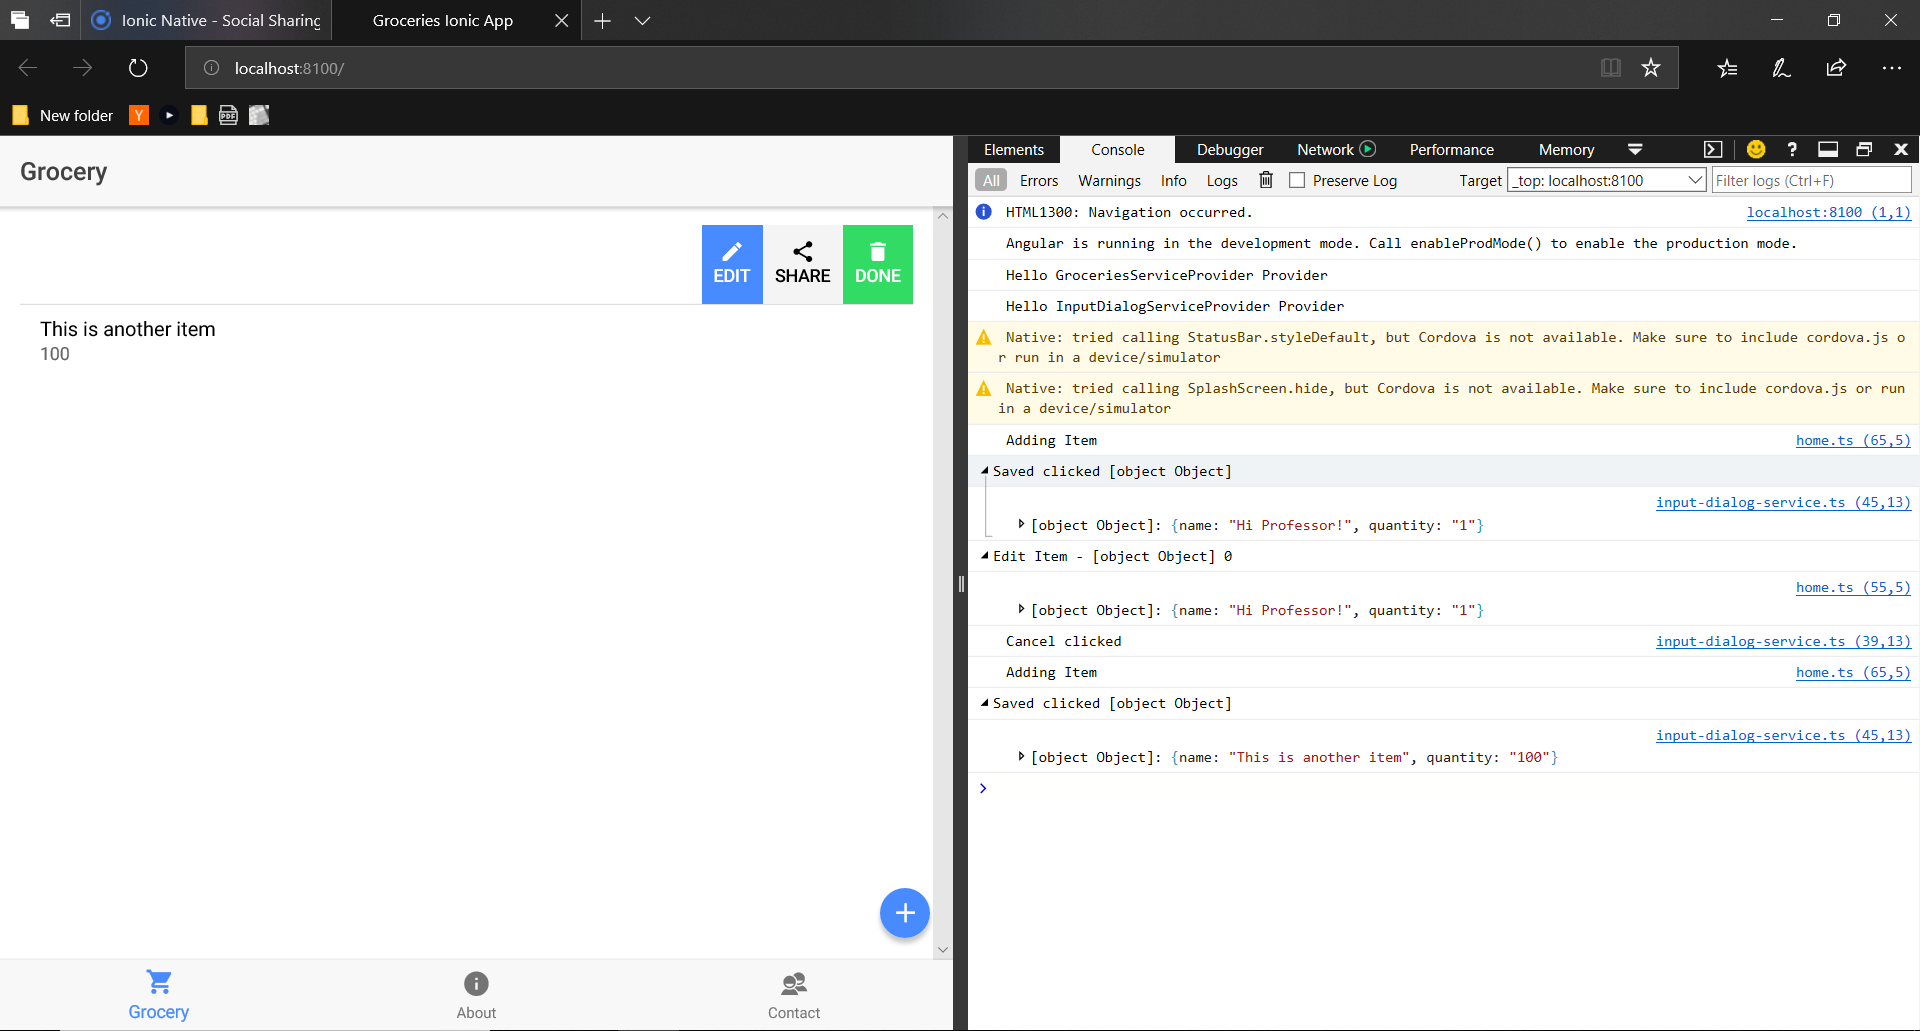 Ionic Native - Social Sharing
Groceries Ionic App
localhost:8100/
New folder
Y
PDF
Grocery
EDIT
SHARE
DONE
This is another item
100
Grocery
About
Contact
Elements
Console
Debugger
Network
Performance
Memory
?
All
Errors
Warnings
Info
Logs
Preserve Log
Target
_top: localhost:8100
Filter logs (Ctrl+F)
HTML1300: Navigation occurred.
localhost:8100 (1,1)
Angular is running in the development mode. Call enableProdMode() to enable the production mode.
Hello GroceriesServiceProvider Provider
Hello InputDialogServiceProvider Provider
Native: tried calling StatusBar.styleDefault, but Cordova is not available. Make sure to include cordova.js o
r run in a device/simulator
Native: tried calling SplashScreen.hide, but Cordova is not available. Make sure to include cordova.js or run
in a device/simulator
Adding Item
home.ts (65,5)
Saved clicked [object Object]
input-dialog-service.ts (45,13)
[object Object]: {name: "Hi Professor!", quantity: "1"}
Edit Item - [object Object] 0
home.ts (55,5)
[object Object]: {name: "Hi Professor!", quantity: "1"}
Cancel clicked
input-dialog-service.ts (39,13)
Adding Item
home.ts (65,5)
Saved clicked [object Object]
input-dialog-service.ts (45,13)
[object Object]: {name: "This is another item", quantity: "100"}